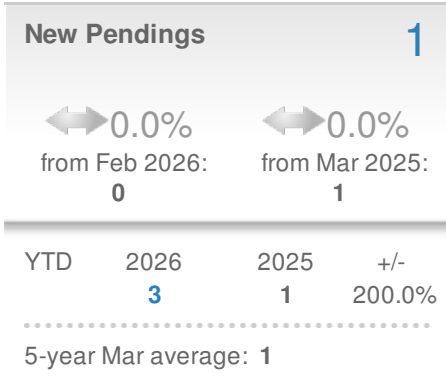 New Pendings 1
0.0% 0.0%
from Feb 2026: from Mar 2025:
0 1
YTD 2026 2025 +/-
3 1 200.0%
5-year Mar average: 1